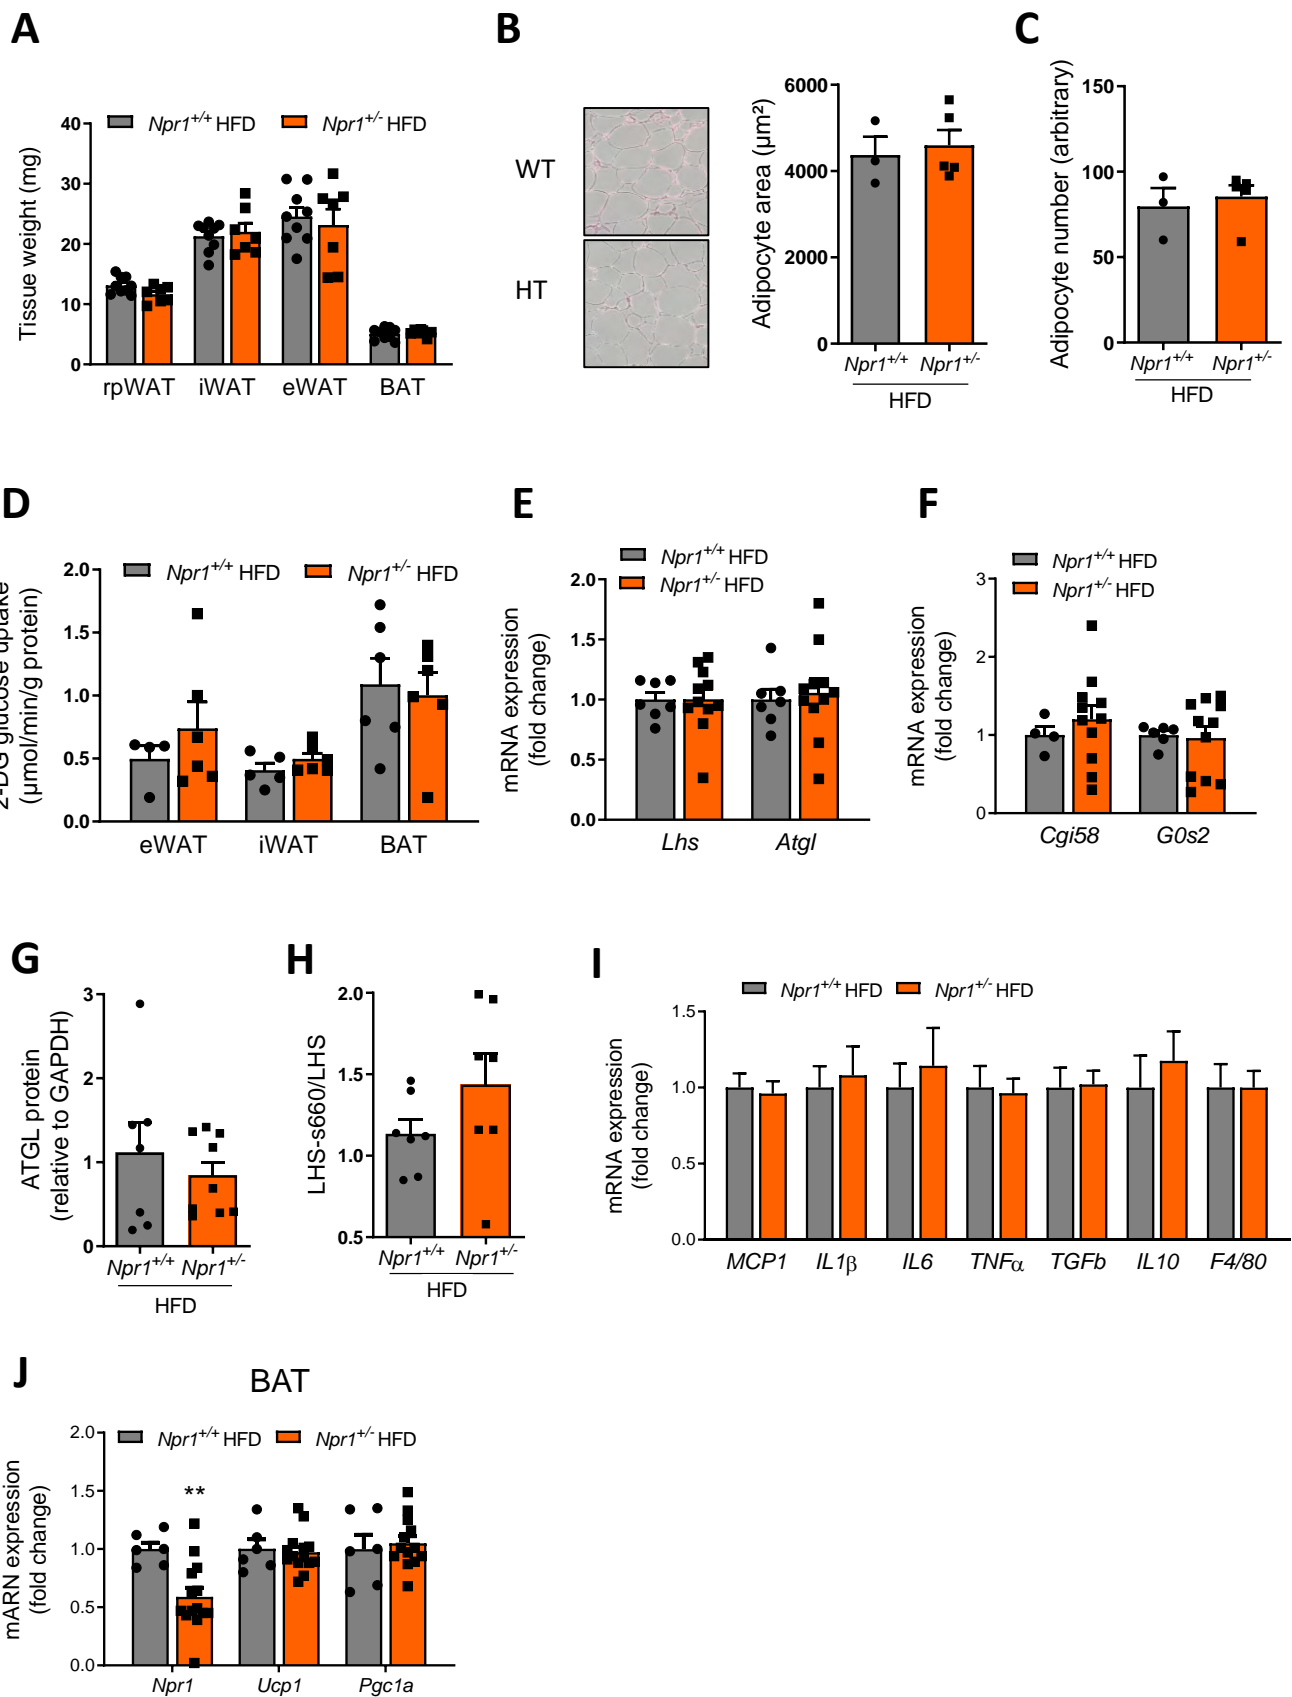 A
B
C
Npr1+/+ HFD
Npr1+/- HFD
Tissue weight (mg)
40
30
20
10
0
rpWAT
iWAT
eWAT
BAT
WT
HT
Adipocyte area (µm²)
6000
4000
2000
0
Npr1+/+
Npr1+/-
HFD
Adipocyte number (arbitrary)
150
100
50
0
Npr1+/+
Npr1+/-
HFD
D
E
F
2-DG glucose uptake
(µmol/min/g protein)
Npr1+/+ HFD
Npr1+/- HFD
2.0
1.5
1.0
0.5
0.0
eWAT
iWAT
BAT
mRNA expression
(fold change)
Npr1+/+ HFD
Npr1+/- HFD
2.0
1.5
1.0
0.5
0.0
Lhs
Atgl
mRNA expression
(fold change)
Npr1+/+ HFD
Npr1+/- HFD
3
2
1
0
Cgi58
G0s2
G
H
I
ATGL protein
(relative to GAPDH)
3
2
1
0
Npr1+/+
Npr1+/-
HFD
LHS-s660/LHS
2.0
1.5
1.0
0.5
Npr1+/+
Npr1+/-
HFD
Npr1+/+ HFD
Npr1+/- HFD
mRNA expression
(fold change)
1.5
1.0
0.5
0.0
MCP1
IL1β
IL6
TNFα
TGFb
IL10
F4/80
J
BAT
Npr1+/+ HFD
Npr1+/- HFD
mARN expression
(fold change)
2.0
1.5
1.0
0.5
0.0
**
Npr1
Ucp1
Pgc1a